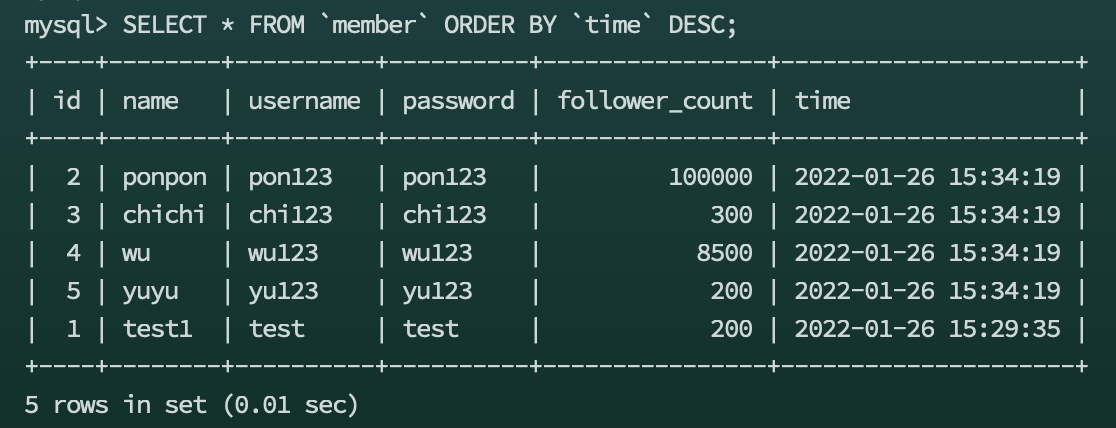 mysql> SELECT * FROM `member` ORDER BY `time` DESC;
+----+--------+----------+----------+----------------+---------------------+
| id | name   | username | password | follower_count | time                |
+----+--------+----------+----------+----------------+---------------------+
|  2 | ponpon | pon123   | pon123   |         100000 | 2022-01-26 15:34:19 |
|  3 | chichi | chi123   | chi123   |            300 | 2022-01-26 15:34:19 |
|  4 | wu     | wu123    | wu123    |           8500 | 2022-01-26 15:34:19 |
|  5 | yuyu   | yu123    | yu123    |            200 | 2022-01-26 15:34:19 |
|  1 | test1  | test     | test     |            200 | 2022-01-26 15:29:35 |
+----+--------+----------+----------+----------------+---------------------+
5 rows in set (0.01 sec)